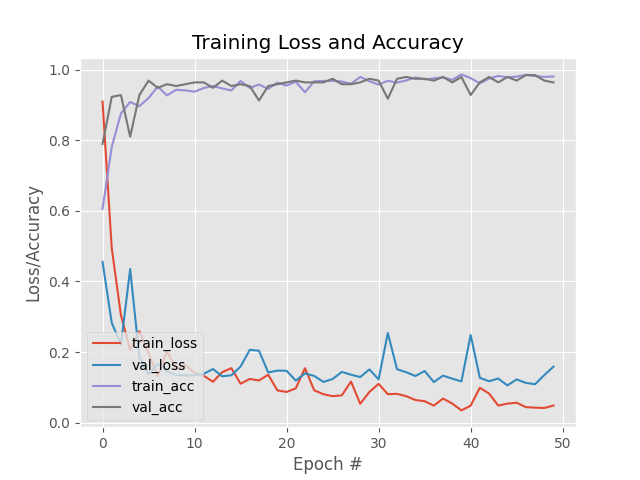 Training Loss and Accuracy
1.0
0.8
0.6
0.4
0.2
0.0
Loss/Accuracy
train_loss
val_loss
train_acc
val_acc
0 10 20 30 40 50
Epoch #